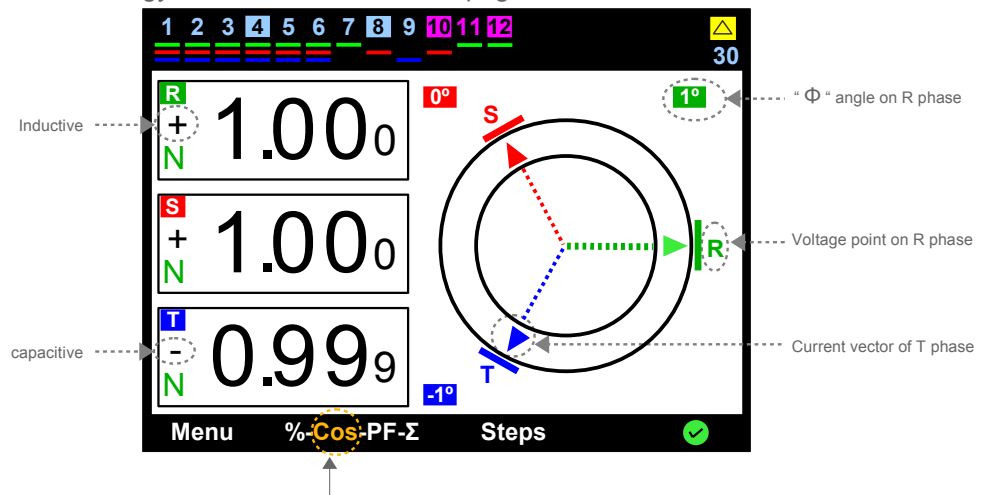 1 2 3 4 5 6 7 8 9 10 11 12
30
R
+
N
1.000
0º
1º
S
“ Φ “ angle on R phase
Inductive
S
+
N
1.000
R
Voltage point on R phase
T
-
N
0.999
capacitive
T
-1º
Current vector of T phase
Menu %-Cos-PF-Σ Steps